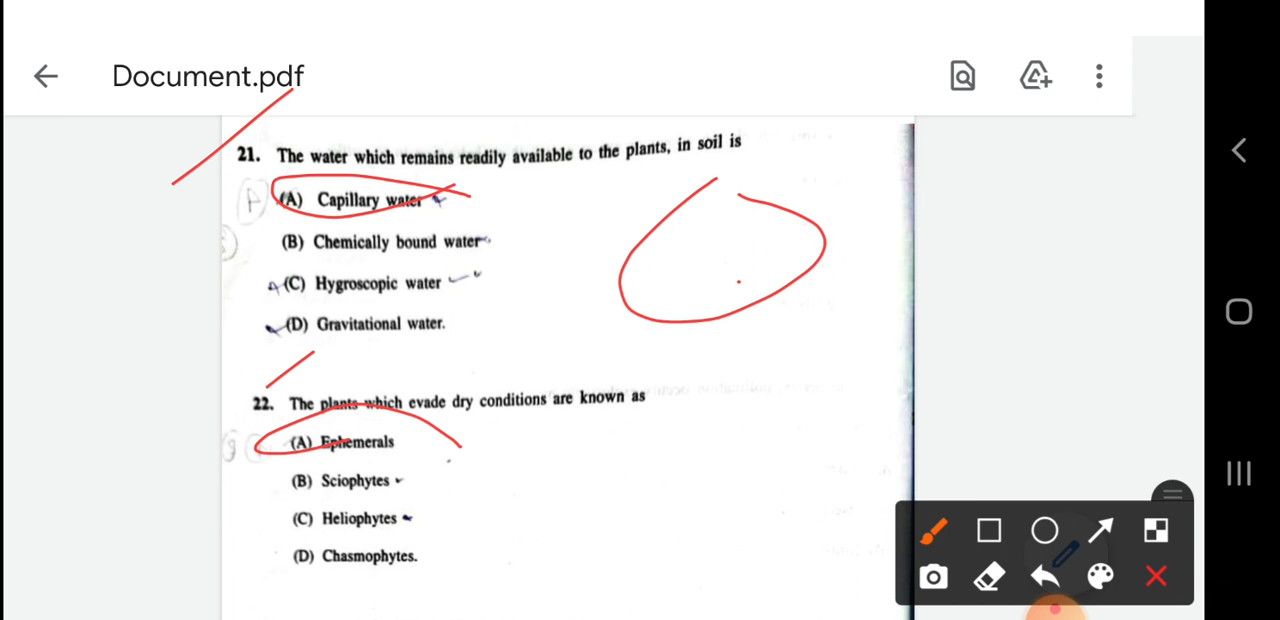 Document.pdf
21. The water which remains readily available to the plants, in soil is
(A) Capillary water
(B) Chemically bound water
(C) Hygroscopic water
(D) Gravitational water.
22. The plants which evade dry conditions are known as
(A) Ephemerals
(B) Sciophytes
(C) Heliophytes
(D) Chasmophytes.